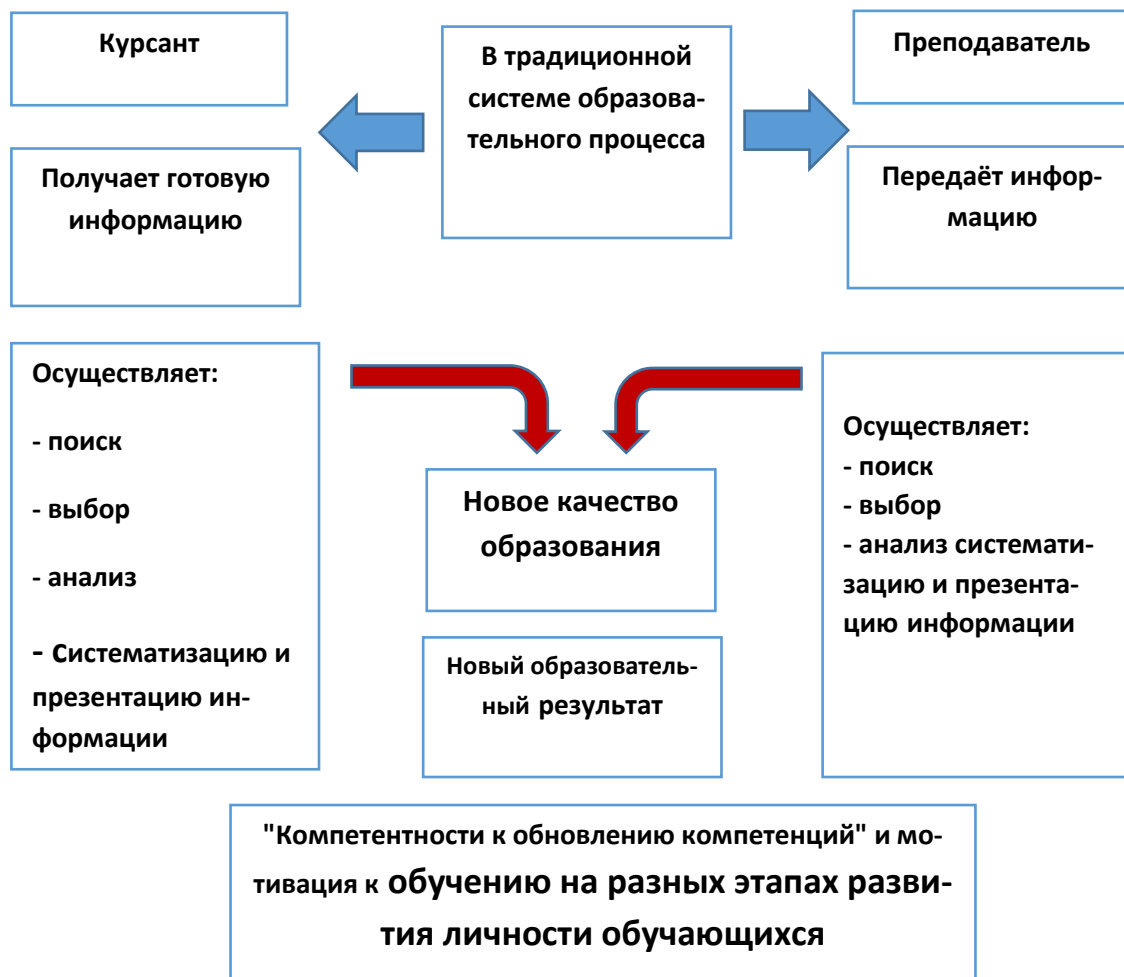 Курсант
В традиционной
системе образова-
тельного процесса
Преподаватель
Получает готовую
информацию
Передаёт инфор-
мацию
Осуществляет:
- поиск
- выбор
- анализ
- Систематизацию и
презентацию ин-
формации
Новое качество
образования
Новый образователь-
ный результат
Осуществляет:
- поиск
- выбор
- анализ системати-
зацию и презента-
цию информации
"Компетентности к обновлению компетенций" и мо-
тивация к обучению на разных этапах разви-
тия личности обучающихся